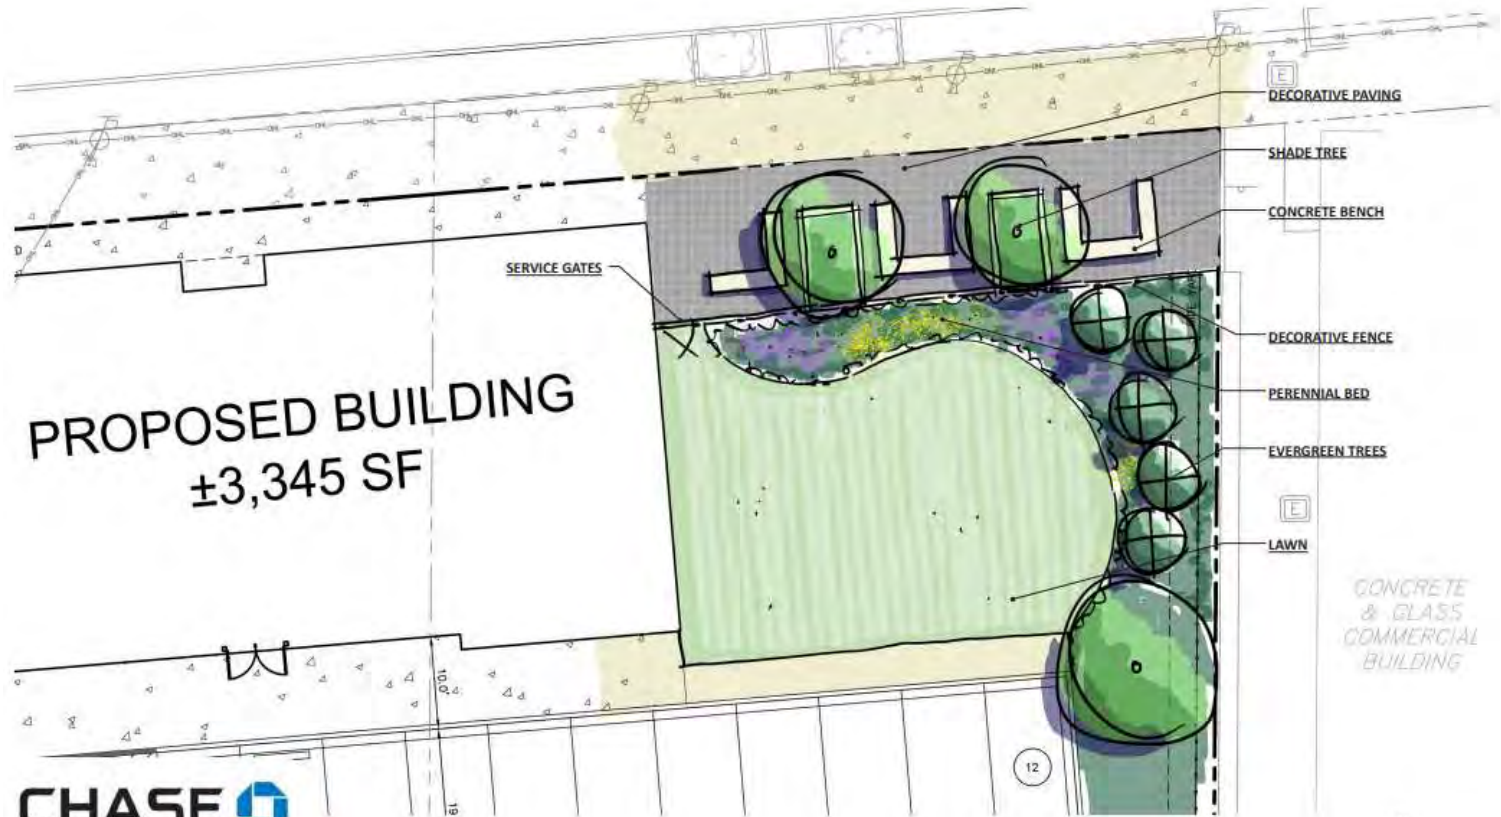 E
DECORATIVE PAVING
SHADE TREE
CONCRETE BENCH
SERVICE GATES
DECORATIVE FENCE
PERENNIAL BED
PROPOSED BUILDING
±3,345 SF
EVERGREEN TREES
E
LAWN
CONCRETE
& GLASS
COMMERCIAL
BUILDING
10.0'
12
19
CHASE